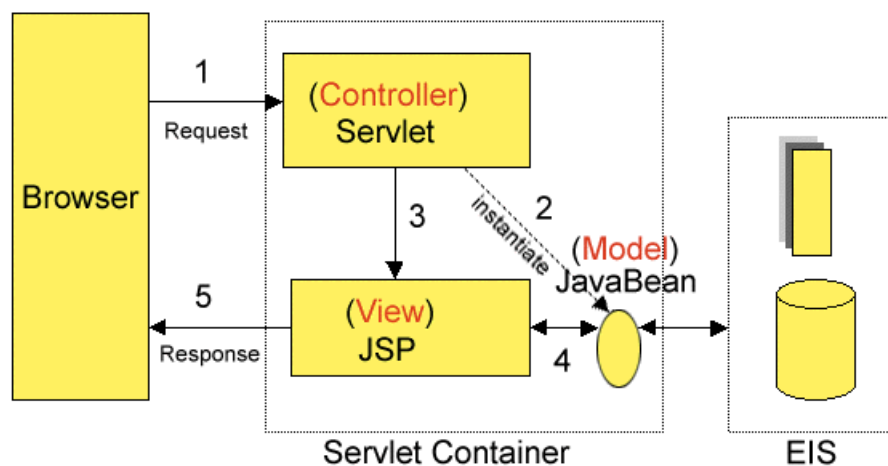 1
Request
Browser
(Controller)
Servlet
3
2
instantiate
(Model)
JavaBean
5
Response
(View)
JSP
4
Servlet Container
EIS